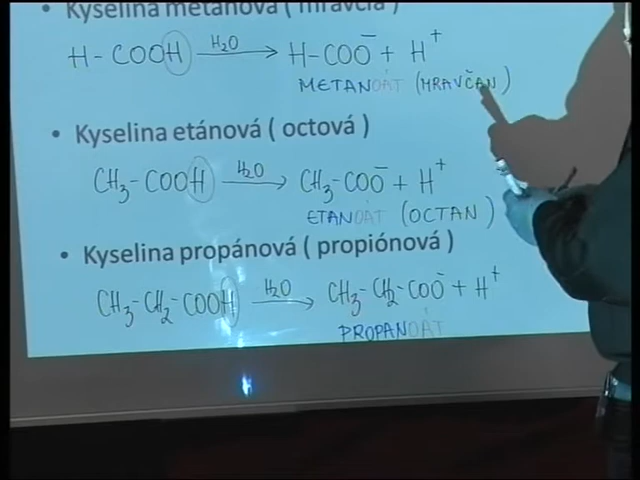 • Kyselina metánová ( mravčia )
H - COOH H₂O → H - COO⁻ + H⁺
METANOÁT (MRAVČAN)
• Kyselina etánová ( octová )
CH₃ - COOH H₂O → CH₃ - COO⁻ + H⁺
ETANOÁT (OCTAN)
• Kyselina propánová ( propiónová )
CH₃ - CH₂ - COOH H₂O → CH₃ - CH₂ - COO⁻ + H⁺
PROPANOÁT